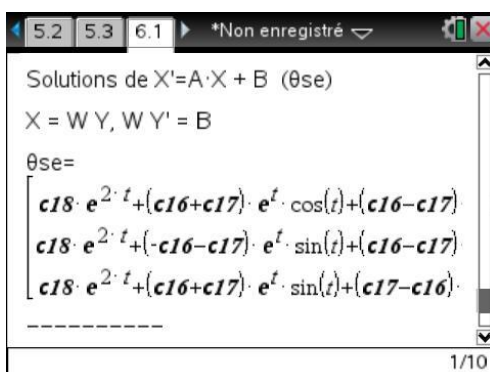 5.2 5.3 6.1 *Non enregistré
Solutions de X'=A·X + B (θse)
X = W Y, W Y' = B
θse=
c18·e^2·t+(c16+c17)·e^t·cos(t)+(c16-c17)·
c18·e^2·t+(-c16-c17)·e^t·sin(t)+(c16-c17)·
c18·e^2·t+(c16+c17)·e^t·sin(t)+(c17-c16)·
----------
1/10